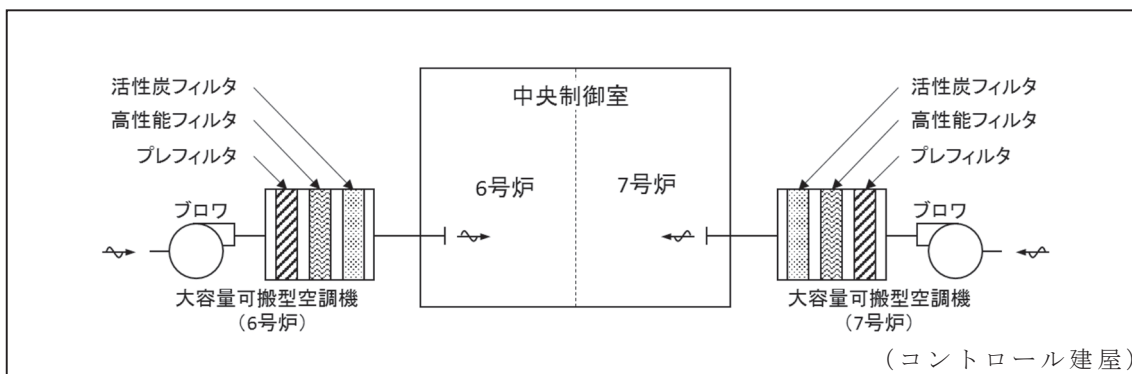 活性炭フィルタ
高性能フィルタ
プレフィルタ
ブロワ
大容量可搬型空調機
(6号炉)
中央制御室
6号炉
7号炉
活性炭フィルタ
高性能フィルタ
プレフィルタ
ブロワ
大容量可搬型空調機
(7号炉)
(コントロール建屋)